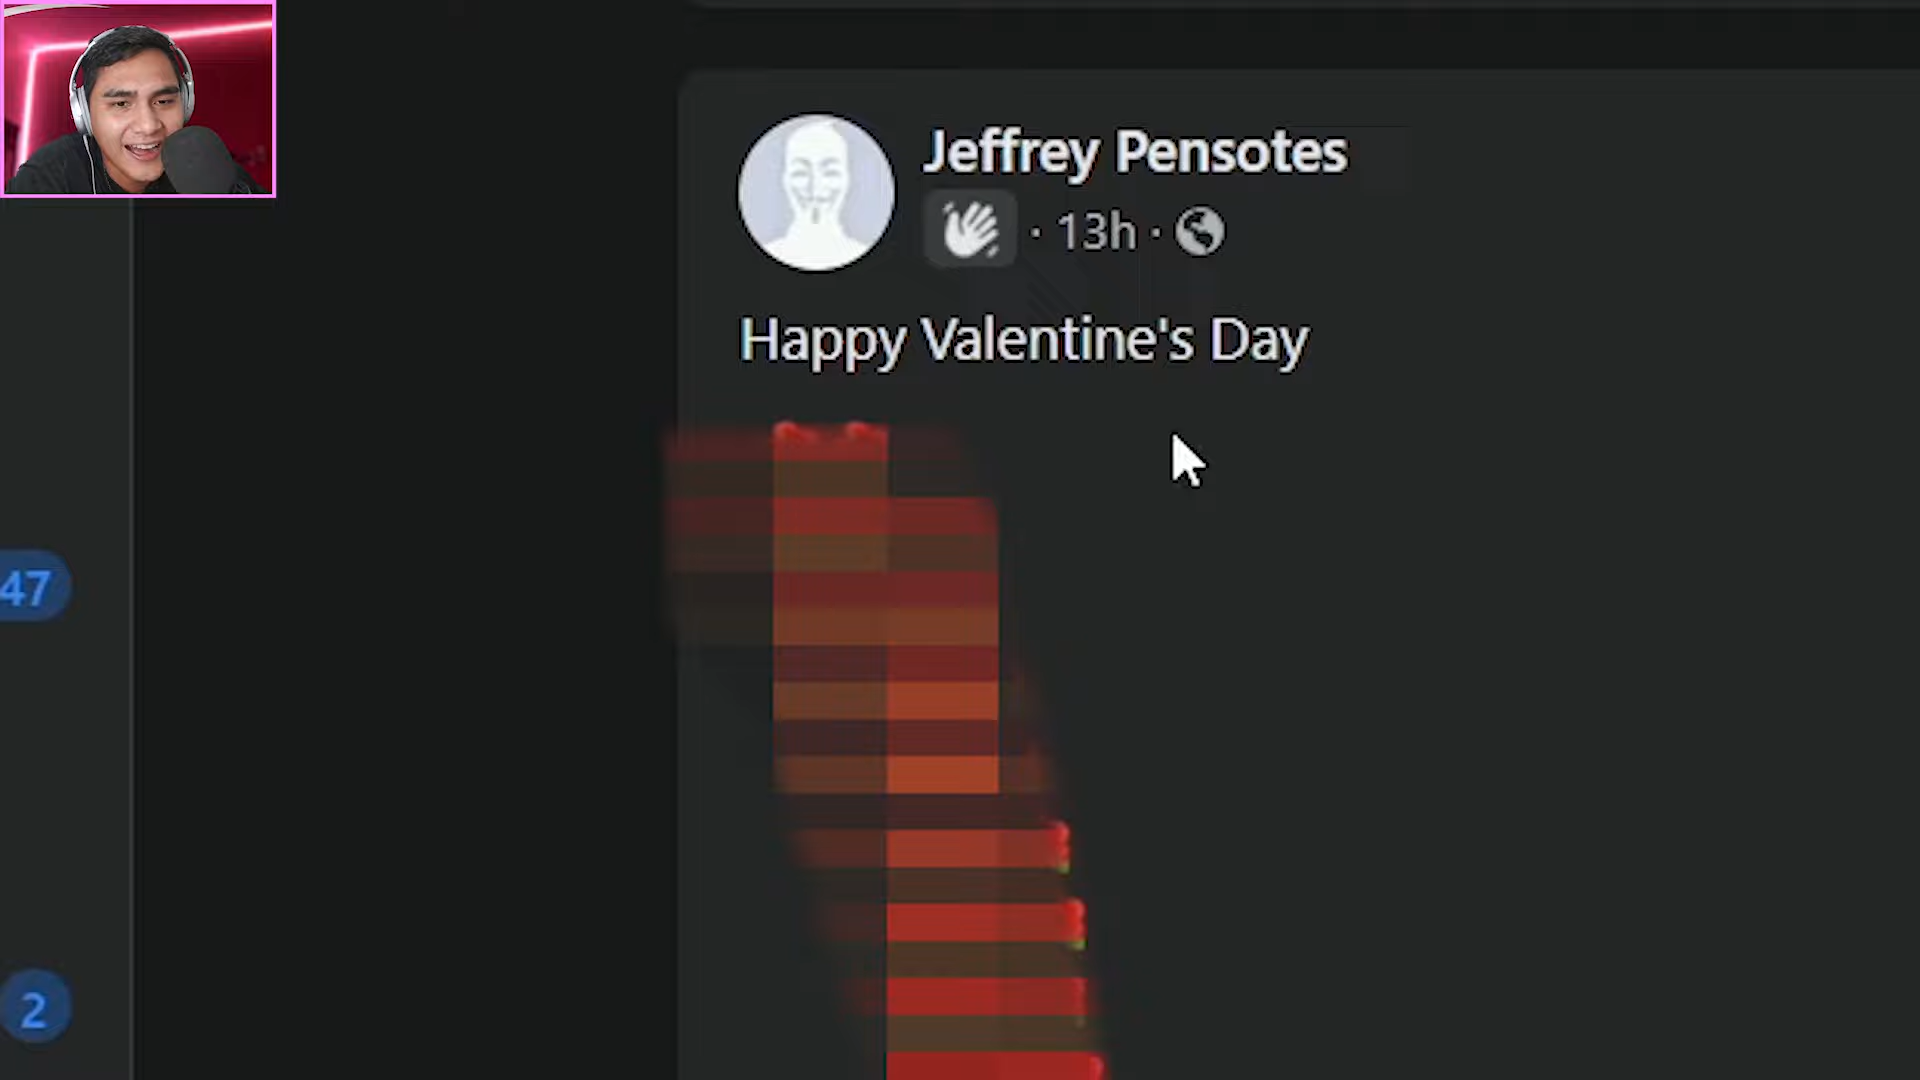 Jeffrey Pensotes
· 13h ·
Happy Valentine's Day
47
2